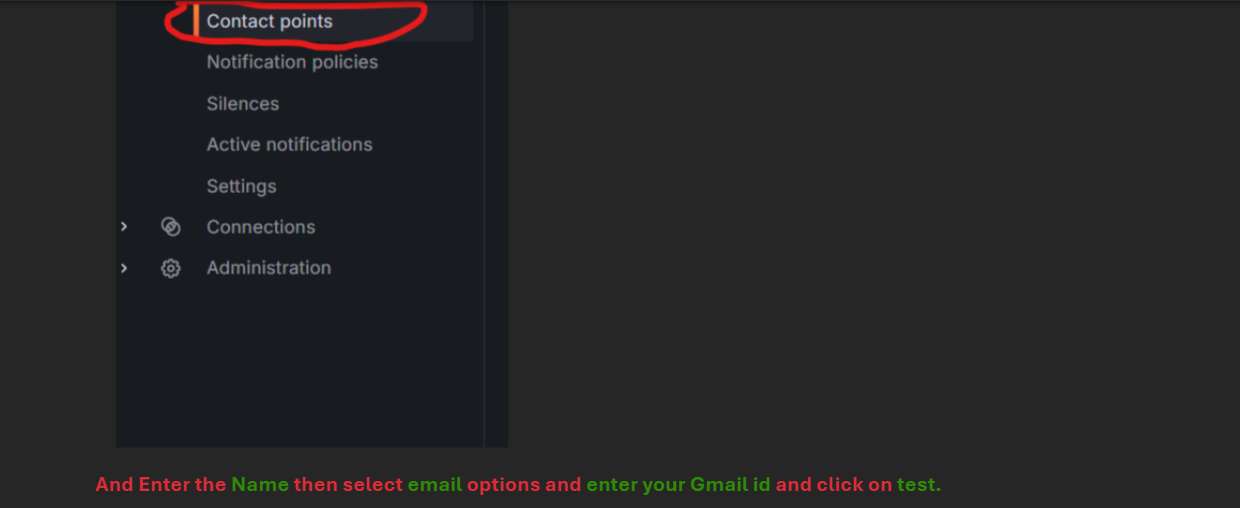 Contact points
Notification policies
Silences
Active notifications
Settings
Connections
Administration
And Enter the Name then select email options and enter your Gmail id and click on test.